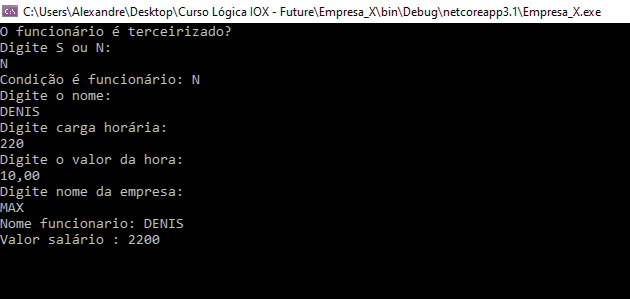 C:\Users\Alexandre\Desktop\Curso Lógica IOX - Future\Empresa_X\bin\Debug\netcoreapp3.1\Empresa_X.exe
O funcionário é terceirizado?
Digite S ou N:
N
Condição é funcionário: N
Digite o nome:
DENIS
Digite carga horária:
220
Digite o valor da hora:
10,00
Digite nome da empresa:
MAX
Nome funcionario: DENIS
Valor salário : 2200